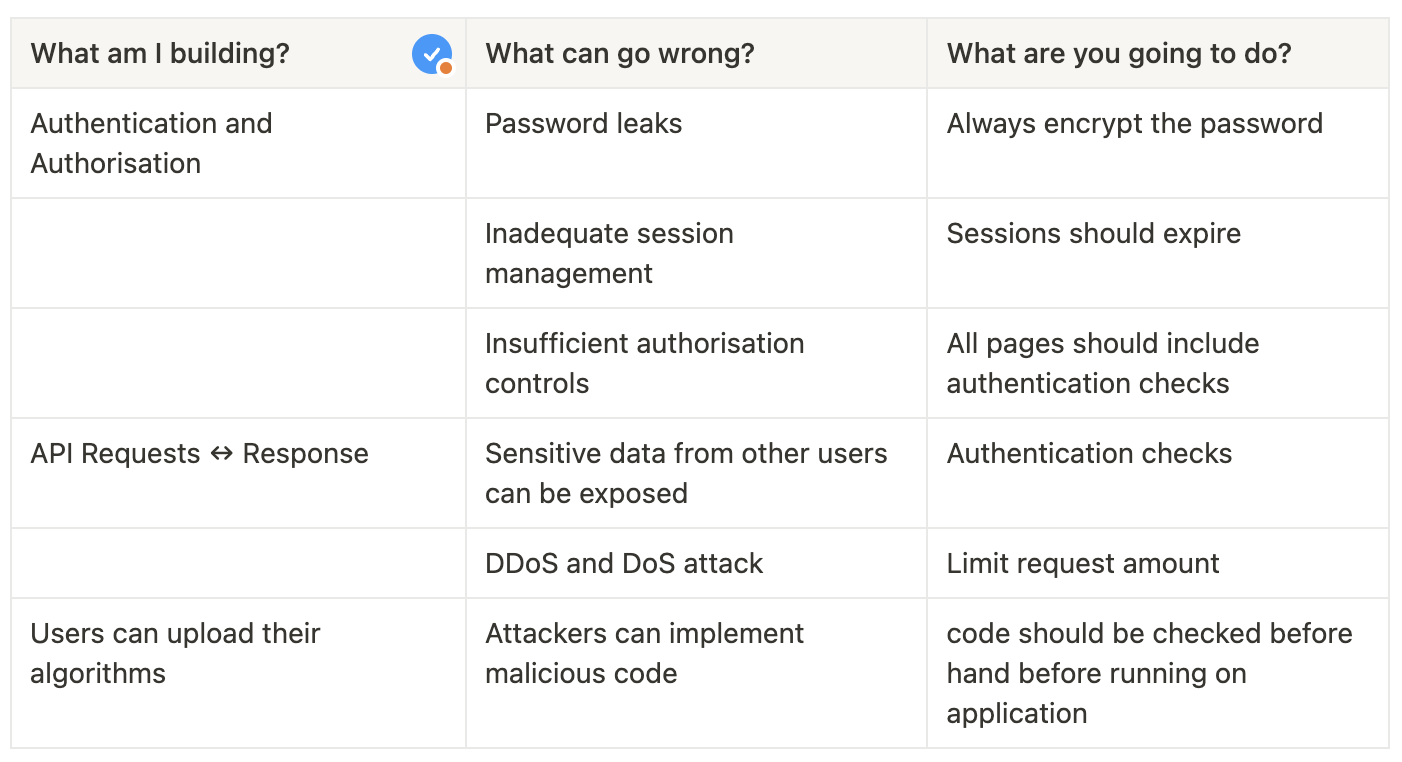 What am I building?
What can go wrong?
What are you going to do?
Authentication and
Authorisation
Password leaks
Always encrypt the password
Inadequate session
management
Sessions should expire
Insufficient authorisation
controls
All pages should include
authentication checks
API Requests ↔ Response
Sensitive data from other users
can be exposed
Authentication checks
DDoS and DoS attack
Limit request amount
Users can upload their
algorithms
Attackers can implement
malicious code
code should be checked before
hand before running on
application